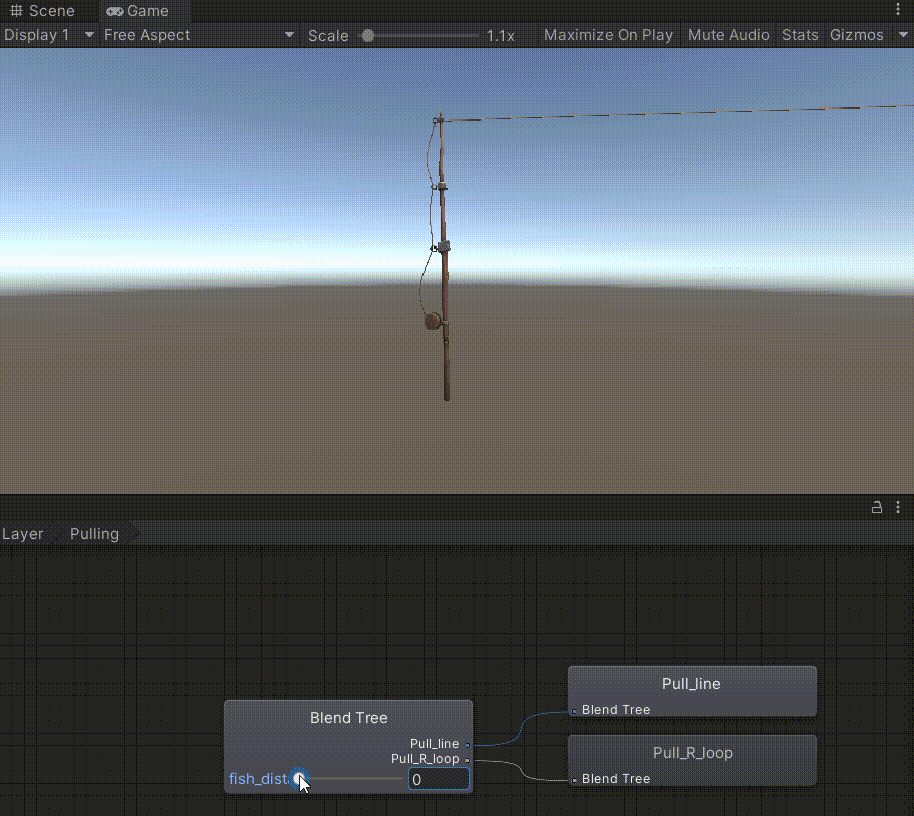 Scene Game
Display 1 Free Aspect Scale 1.1x Maximize On Play Mute Audio Stats Gizmos
Layer Pulling
Pull_line
Blend Tree
Blend Tree
Pull_line
Pull_R_loop
Pull_R_loop
fish_dist 0
Blend Tree